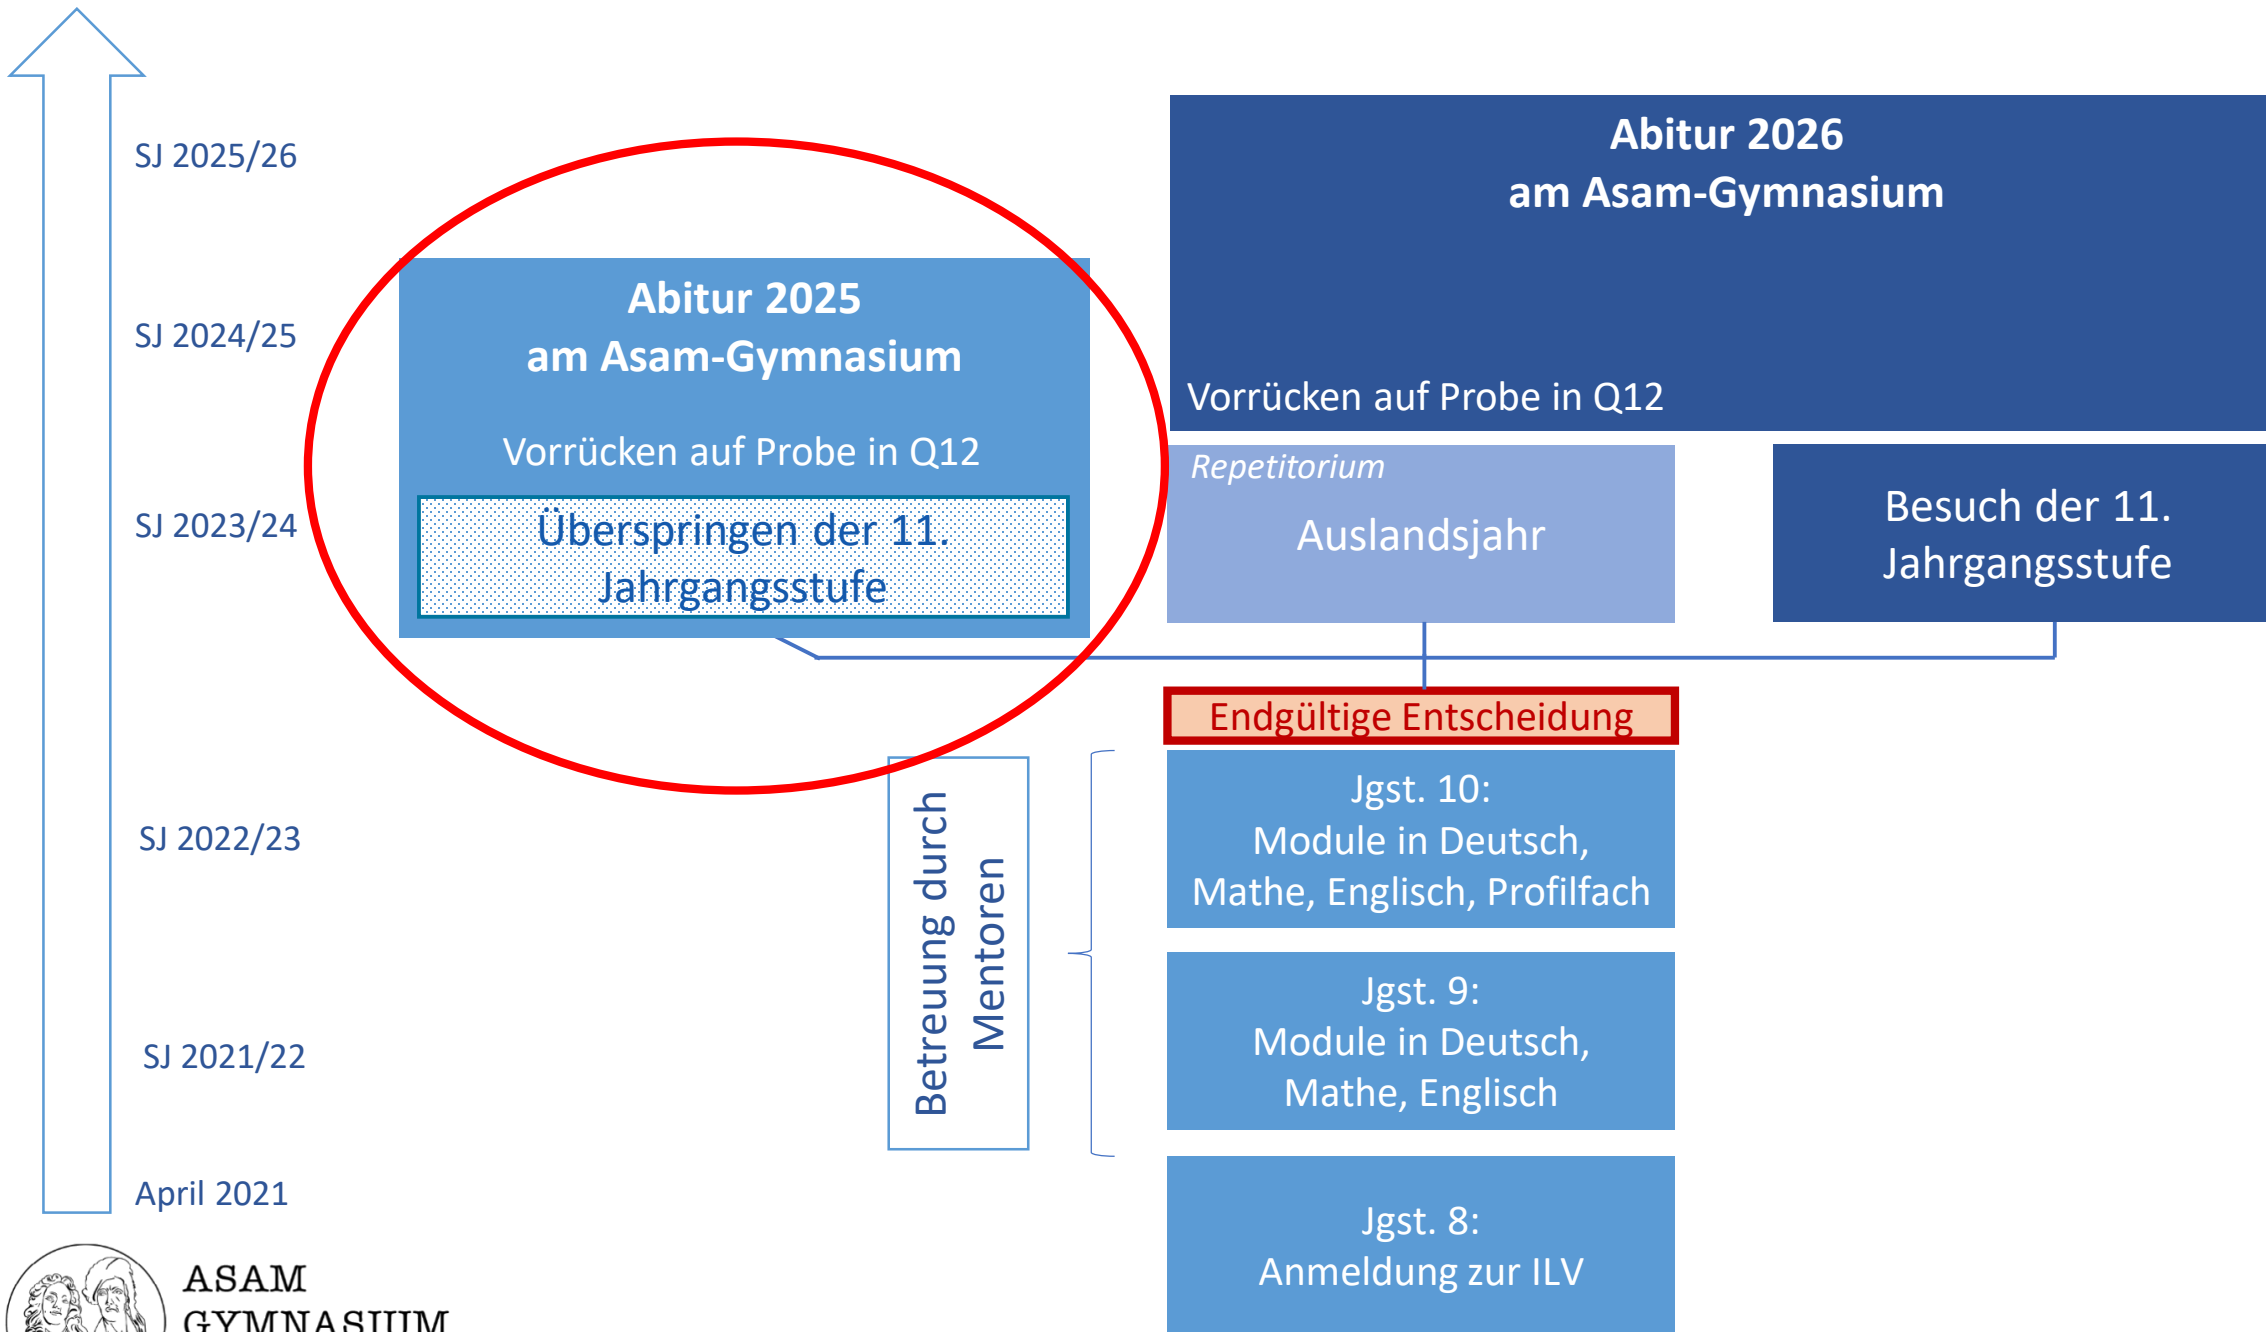 SJ 2025/26
SJ 2024/25
SJ 2023/24
SJ 2022/23
SJ 2021/22
April 2021
Abitur 2025
am Asam-Gymnasium
Vorrücken auf Probe in Q12
Überspringen der 11.
Jahrgangsstufe
Abitur 2026
am Asam-Gymnasium
Vorrücken auf Probe in Q12
Repetitorium
Auslandsjahr
Besuch der 11.
Jahrgangsstufe
Endgültige Entscheidung
Betreuung durch
Mentoren
Jgst. 10:
Module in Deutsch,
Mathe, Englisch, Profilfach
Jgst. 9:
Module in Deutsch,
Mathe, Englisch
Jgst. 8:
Anmeldung zur ILV
ASAM
GYMNASIUM